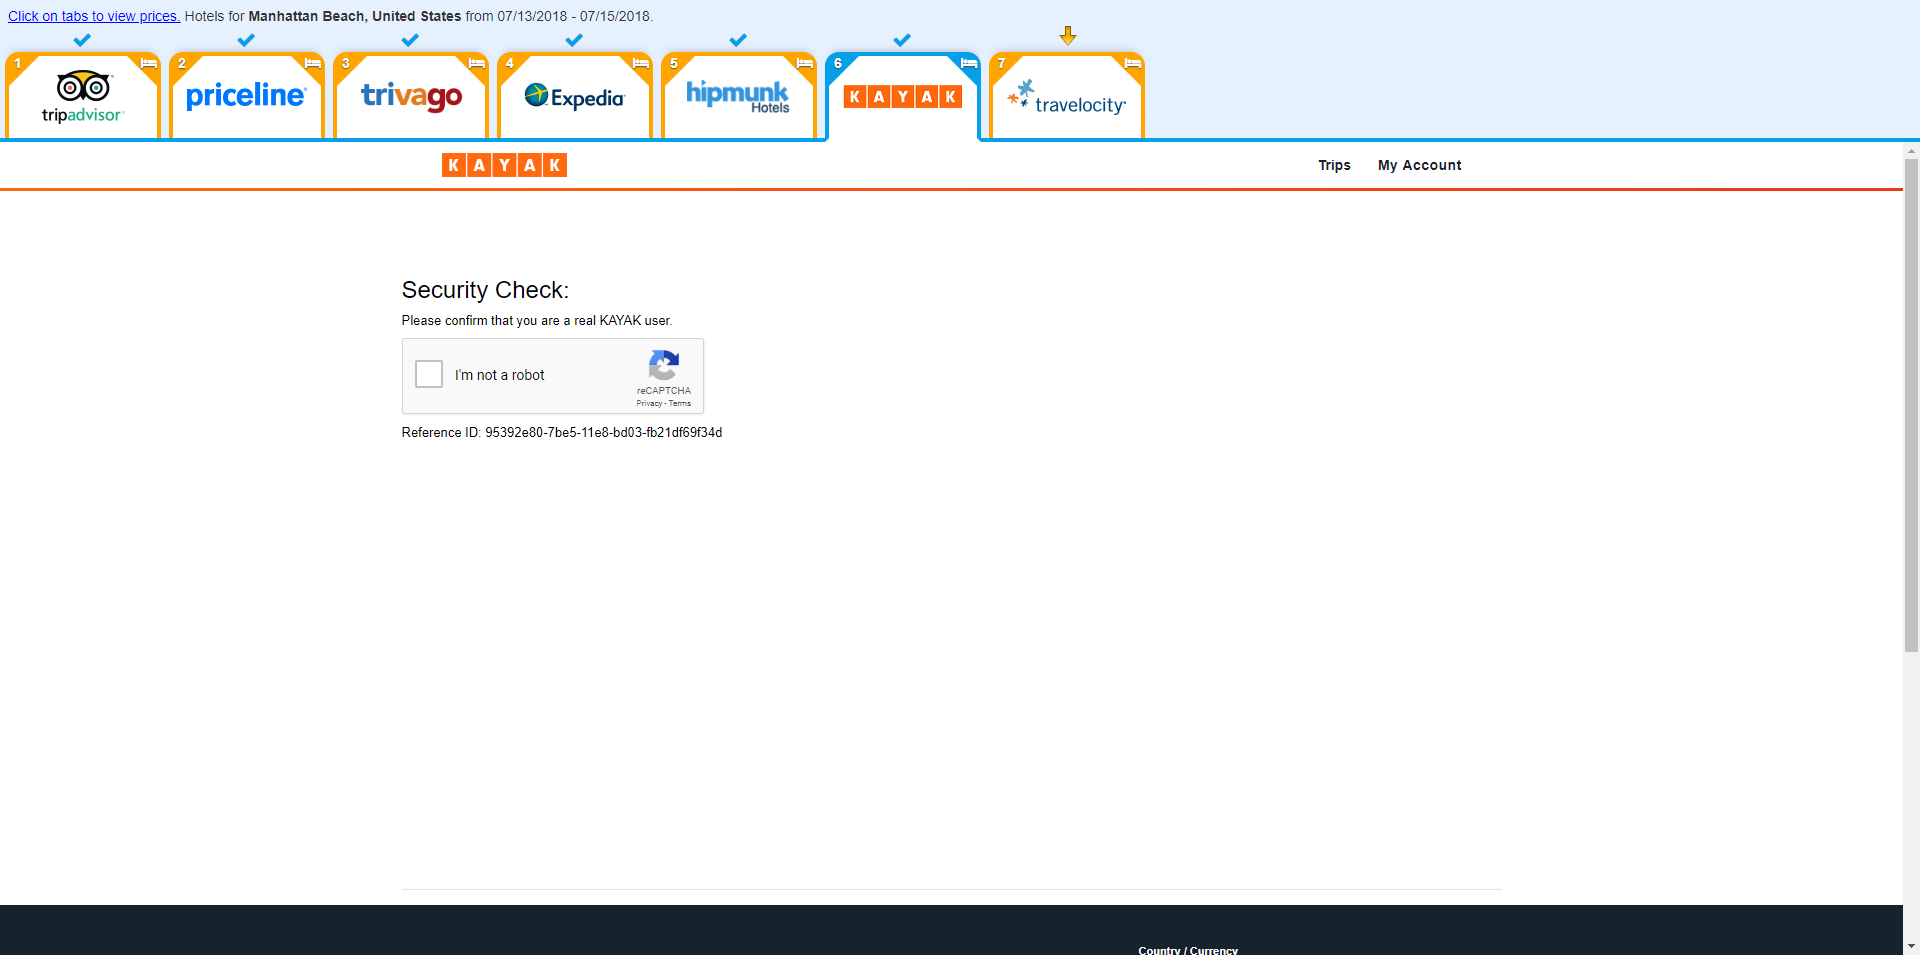 Click on tabs to view prices. Hotels for Manhattan Beach, United States from 07/13/2018 - 07/15/2018.
1 2 3 4 5 6 7
tripadvisor
priceline
trivago
Expedia
hipmunk
Hotels
KAYAK
travelocity
KAYAK
Trips My Account
Security Check:
Please confirm that you are a real KAYAK user.
I'm not a robot
reCAPTCHA
Privacy - Terms
Reference ID: 95392e80-7be5-11e8-bd03-fb21df69f34d
Country / Currency